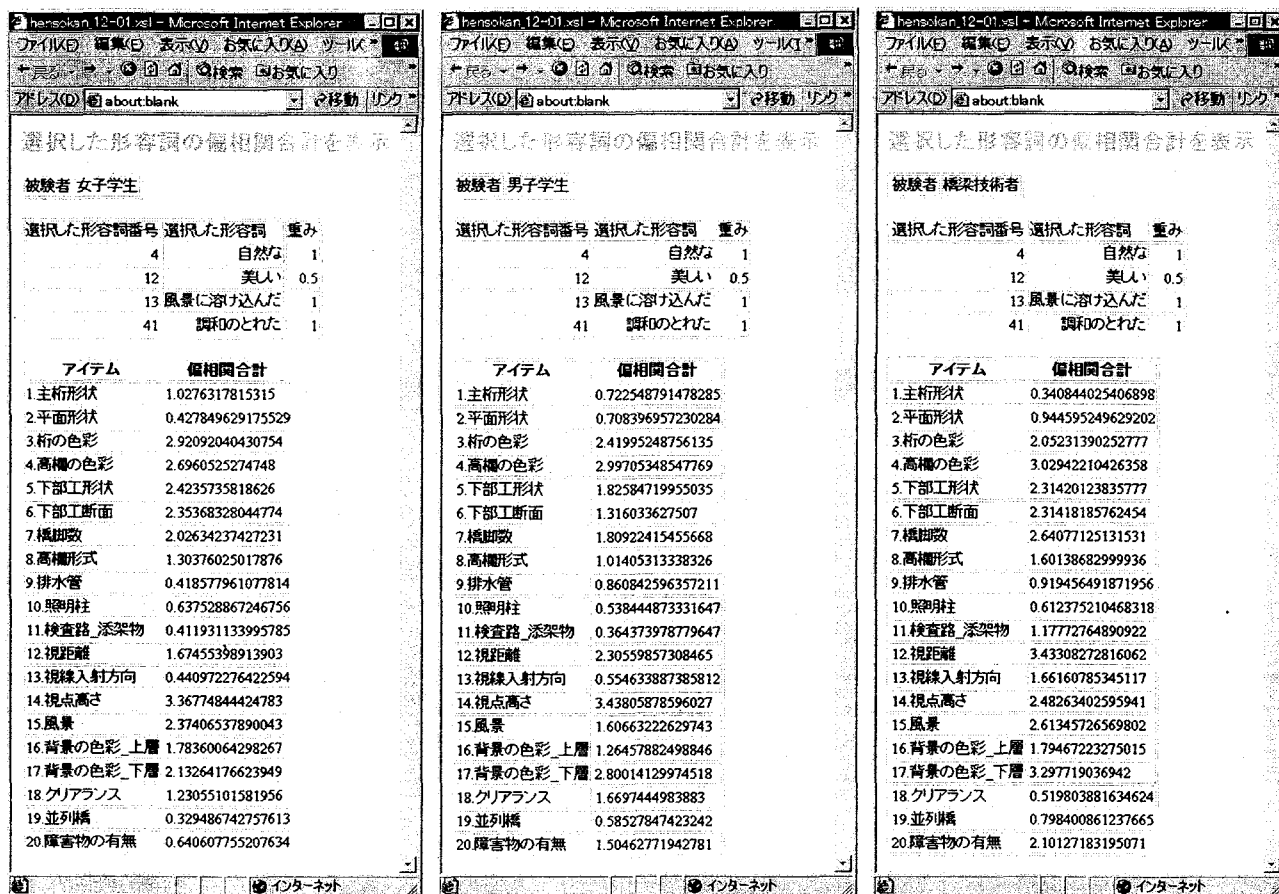 hensokan_12-01.xsl - Microsoft Internet Explorer
ファイル(F) 編集(E) 表示(V) お気に入り(A) ツール(
戻る 検索 お気に入り
アドレス(D) about:blank 移動 リンク
選択した形容詞の偏相関合計を表示
被験者 女子学生
選択した形容詞番号 選択した形容詞 重み
4 自然な 1
12 美しい 0.5
13 風景に溶け込んだ 1
41 調和のとれた 1
アイテム 偏相関合計
1.主桁形状 1.0276317815315
2.平面形状 0.427849629175529
3.桁の色彩 2.92092040430754
4.高欄の色彩 2.6960525274748
5.下部工形状 2.4235735818626
6.下部工断面 2.35368328044774
7.橋脚数 2.02634237427231
8.高欄形式 1.30376025017876
9.排水管 0.418577961077814
10.照明柱 0.637528867246756
11.検査路_添架物 0.411931133995785
12.視距離 1.67455398913903
13.視線入射方向 0.440972276422594
14.視点高さ 3.36774844424783
15.風景 2.37406537890043
16.背景の色彩_上層 1.78360064298267
17.背景の色彩_下層 2.13264176623949
18.クリアランス 1.23055101581956
19.並列橋 0.329486742757613
20.障害物の有無 0.640607755207634
インターネット
hensokan_12-01.xsl - Microsoft Internet Explorer
ファイル(F) 編集(E) 表示(V) お気に入り(A) ツール(T
戻る 検索 お気に入り
アドレス(D) about:blank 移動 リンク
選択した形容詞の偏相関合計を表示
被験者 男子学生
選択した形容詞番号 選択した形容詞 重み
4 自然な 1
12 美しい 0.5
13 風景に溶け込んだ 1
41 調和のとれた 1
アイテム 偏相関合計
1.主桁形状 0.722548791478285
2.平面形状 0.708396957230284
3.桁の色彩 2.41995248756135
4.高欄の色彩 2.99705348547769
5.下部工形状 1.82584719955035
6.下部工断面 1.316033627507
7.橋脚数 1.80922415455668
8.高欄形式 1.01405313338326
9.排水管 0.860842596357211
10.照明柱 0.538444873331647
11.検査路_添架物 0.364373978779647
12.視距離 2.30559857308465
13.視線入射方向 0.554633887385812
14.視点高さ 3.43805878596027
15.風景 1.60663222629743
16.背景の色彩_上層 1.26457882498846
17.背景の色彩_下層 2.80014129974518
18.クリアランス 1.6697444983883
19.並列橋 0.58527847423242
20.障害物の有無 1.50462771942781
インターネット
hensokan_12-01.xsl - Microsoft Internet Explorer
ファイル(F) 編集(E) 表示(V) お気に入り(A) ツール(
戻る 検索 お気に入り
アドレス(D) about:blank 移動 リンク
選択した形容詞の偏相関合計を表示
被験者 橋梁技術者
選択した形容詞番号 選択した形容詞 重み
4 自然な 1
12 美しい 0.5
13 風景に溶け込んだ 1
41 調和のとれた 1
アイテム 偏相関合計
1.主桁形状 0.340844025406898
2.平面形状 0.944595249629202
3.桁の色彩 2.05231390252777
4.高欄の色彩 3.02942210426358
5.下部工形状 2.31420123835777
6.下部工断面 2.31418185762454
7.橋脚数 2.64077125131531
8.高欄形式 1.60138682999936
9.排水管 0.919456491871956
10.照明柱 0.612375210468318
11.検査路_添架物 1.17772764890922
12.視距離 3.43308272816062
13.視線入射方向 1.66160785345117
14.視点高さ 2.48263402595941
15.風景 2.61345726569802
16.背景の色彩_上層 1.79467223275015
17.背景の色彩_下層 3.297719036942
18.クリアランス 0.519803881634624
19.並列橋 0.798400861237665
20.障害物の有無 2.10127183195071
インターネット